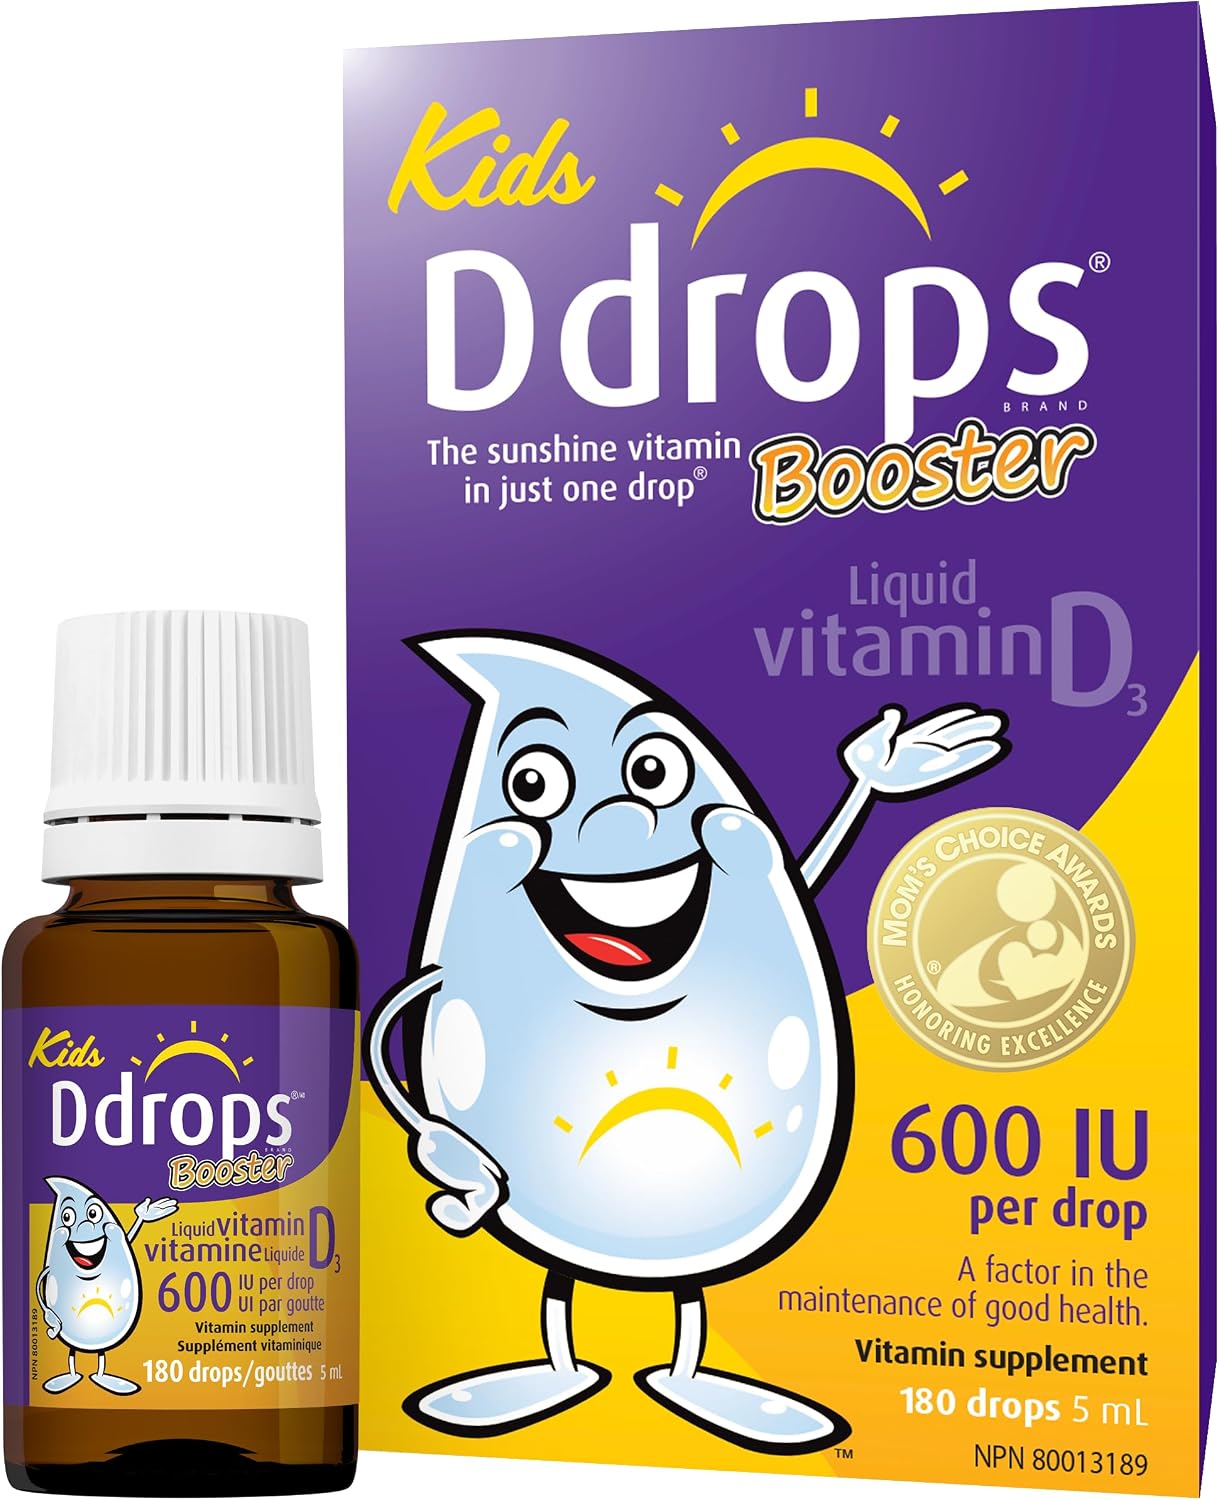 Kids
Ddrops®
BRAND
The sunshine vitamin
in just one drop®
Booster
Liquid
vitamin D3
MOM'S CHOICE AWARDS
®
HONORING EXCELLENCE
600 IU
per drop
A factor in the
maintenance of good health.
Vitamin supplement
180 drops 5 mL
NPN 80013189
TM
Kids
Ddrops®/MD
BRAND
Booster
Liquid vitamin D3
vitamine Liquide
600 IU per drop
UI par goutte
Vitamin supplement
Supplément vitaminique
180 drops/gouttes 5 mL
NPN 80013189